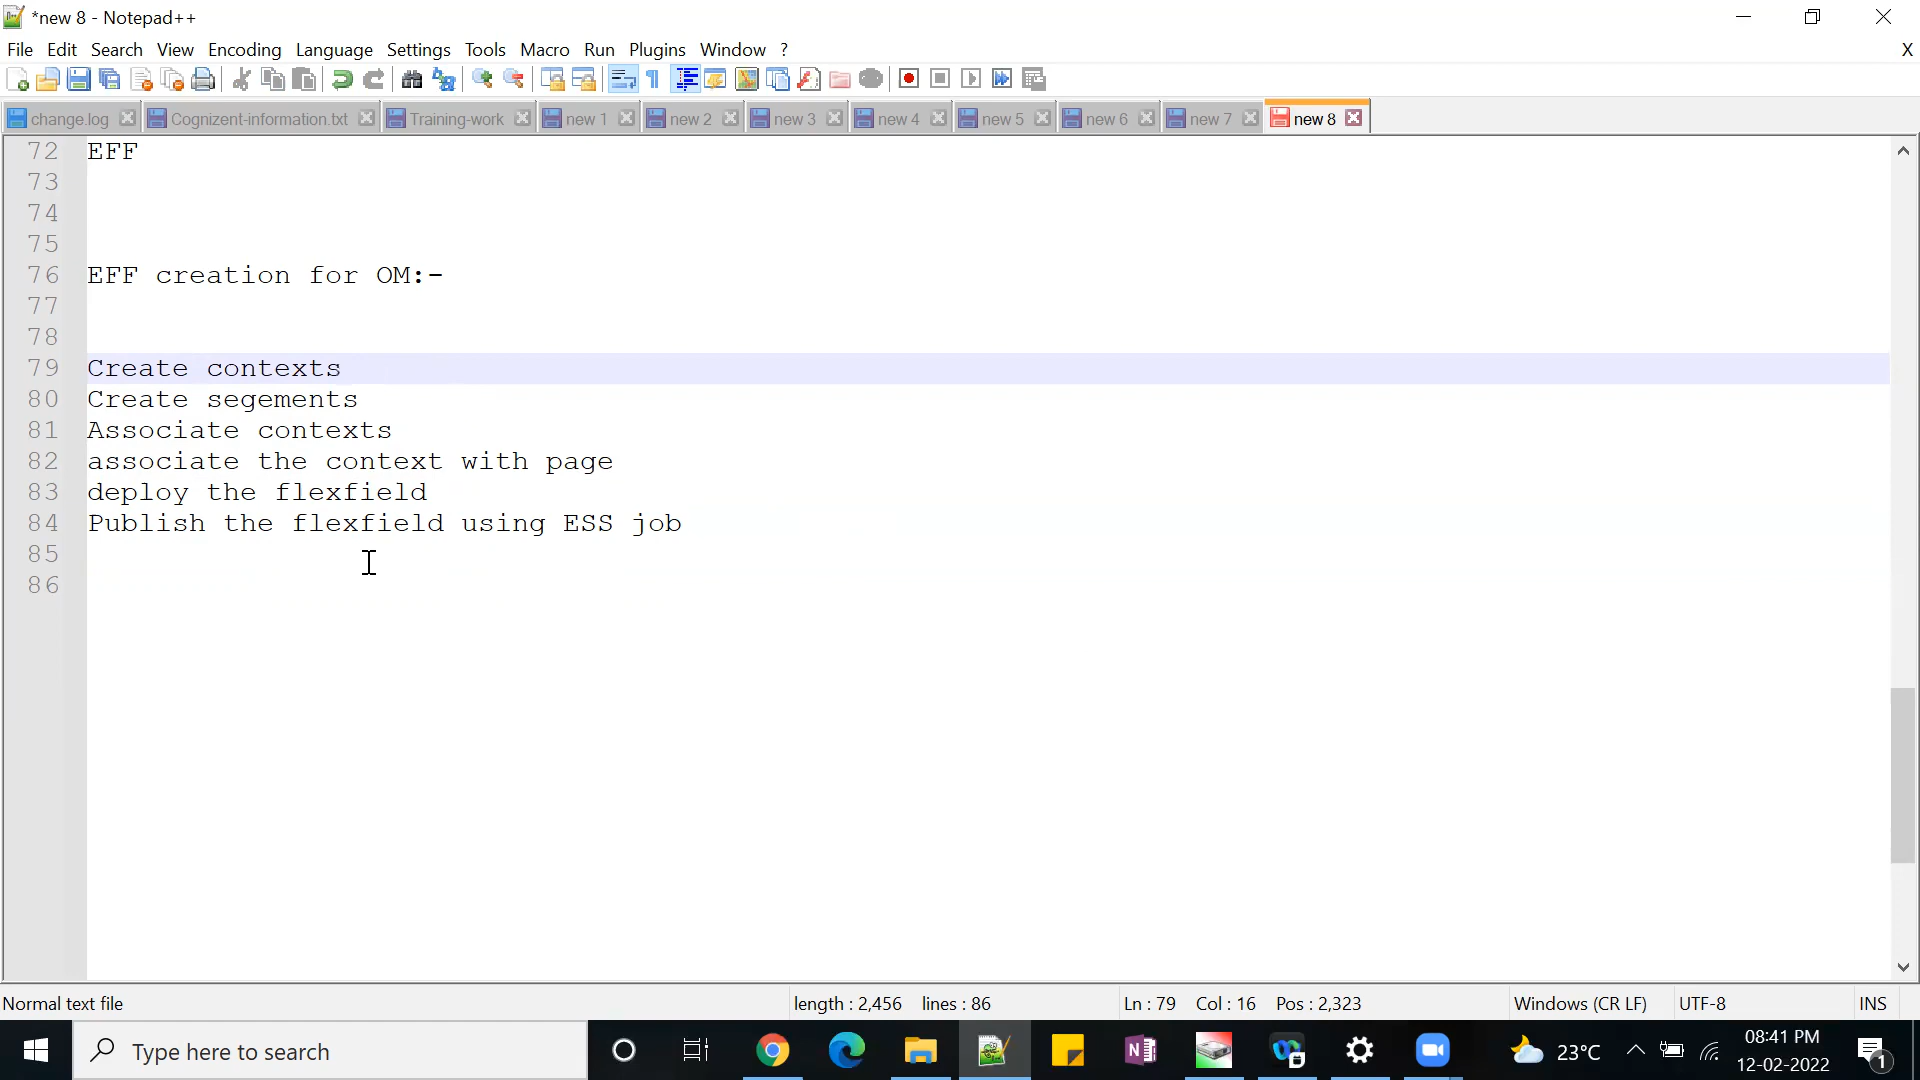 *new 8 - Notepad++
File Edit Search View Encoding Language Settings Tools Macro Run Plugins Window ? X
change.log Cognizent-information.txt Training-work new 1 new 2 new 3 new 4 new 5 new 6 new 7 new 8
72 EFF
73
74
75
76 EFF creation for OM:-
77
78
79 Create contexts
80 Create segements
81 Associate contexts
82 associate the context with page
83 deploy the flexfield
84 Publish the flexfield using ESS job
85
86
Normal text file length : 2,456 lines : 86 Ln : 79 Col : 16 Pos : 2,323 Windows (CR LF) UTF-8 INS
Type here to search 23°C 08:41 PM
12-02-2022 1